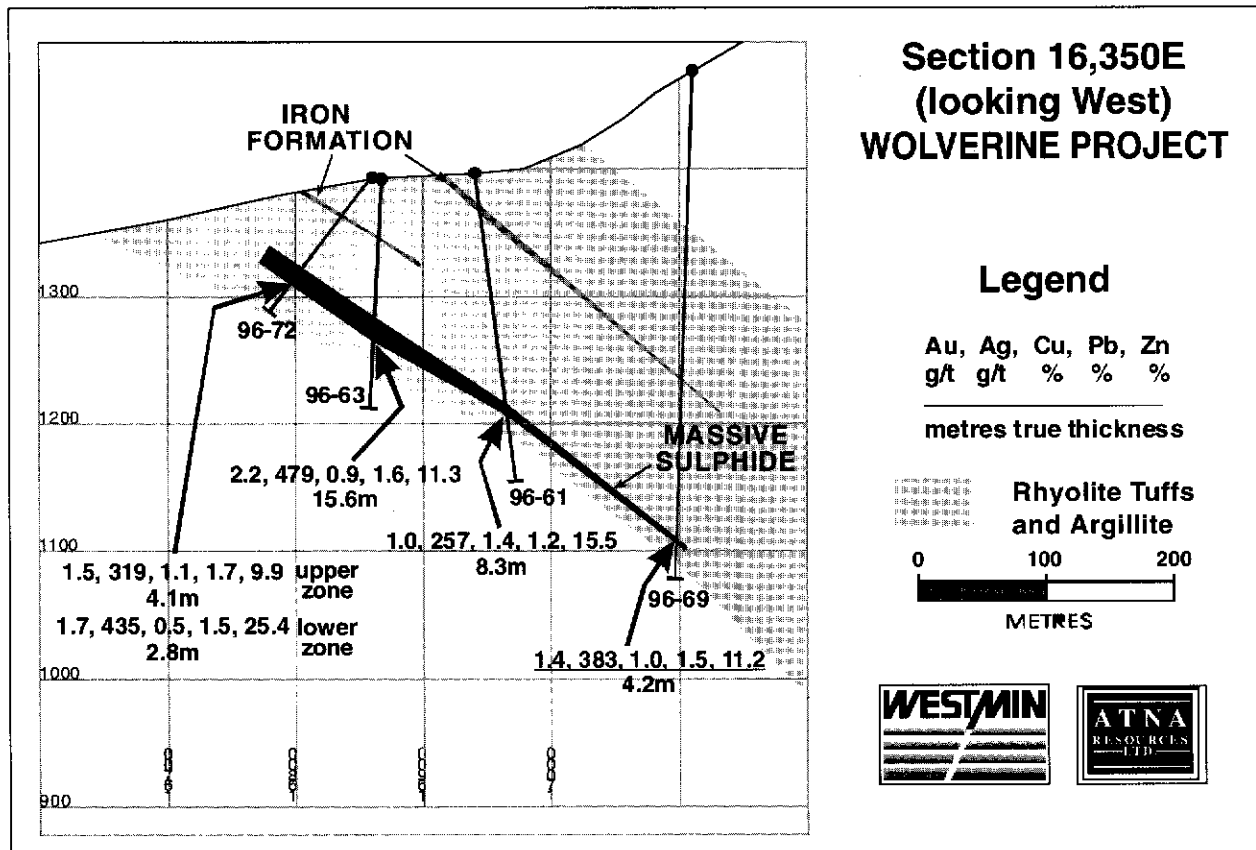 Section 16,350E
(looking West)
WOLVERINE PROJECT
IRON
FORMATION
1300
1200
1100
1000
900
96-72
96-63
96-61
96-69
MASSIVE
SULPHIDE
2.2, 479, 0.9, 1.6, 11.3
15.6m
1.0, 257, 1.4, 1.2, 15.5
8.3m
1.5, 319, 1.1, 1.7, 9.9 upper
4.1m zone
1.7, 435, 0.5, 1.5, 25.4 lower
2.8m zone
1.4, 383, 1.0, 1.5, 11.2
4.2m
Legend
Au, Ag, Cu, Pb, Zn
g/t g/t % % %
metres true thickness
Rhyolite Tuffs
and Argillite
0 100 200
METRES
WESTMIN
ATNA
RESOURCES
LTD.